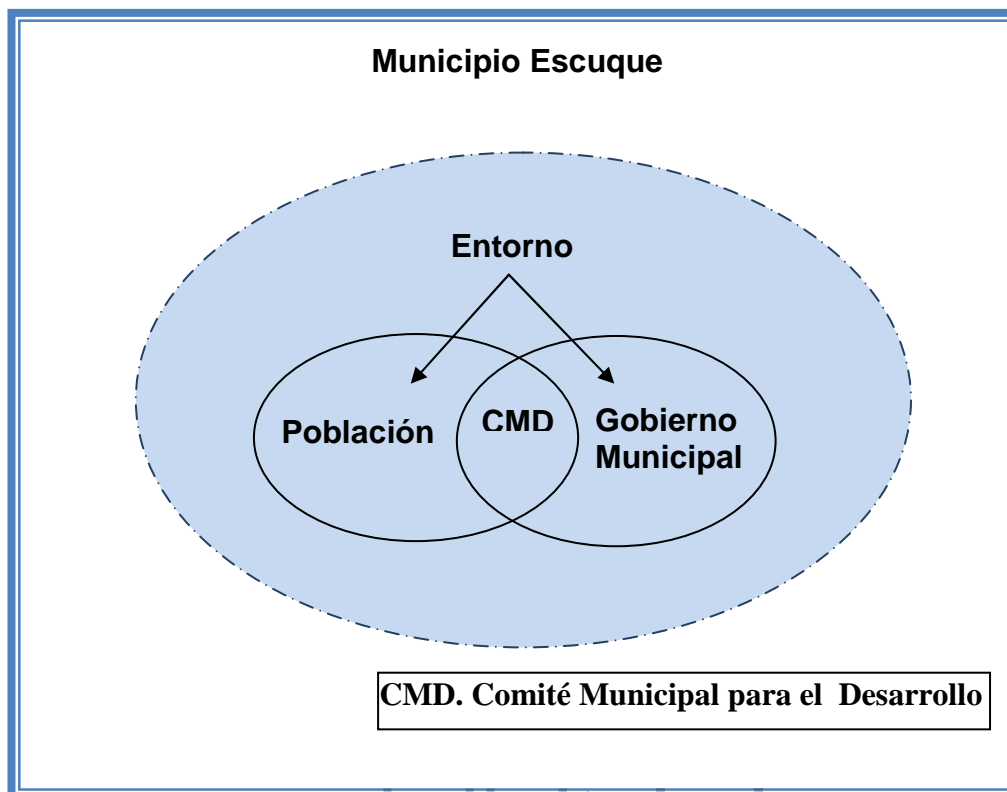 Municipio Escuque
Entorno
Población
CMD
Gobierno
Municipal
CMD. Comité Municipal para el Desarrollo